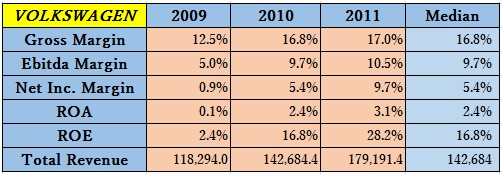 VOLKSWAGEN 2009 2010 2011 Median
Gross Margin 12.5% 16.8% 17.0% 16.8%
Ebitda Margin 5.0% 9.7% 10.5% 9.7%
Net Inc. Margin 0.9% 5.4% 9.7% 5.4%
ROA 0.1% 2.4% 3.1% 2.4%
ROE 2.4% 16.8% 28.2% 16.8%
Total Revenue 118,294.0 142,684.4 179,191.4 142,684